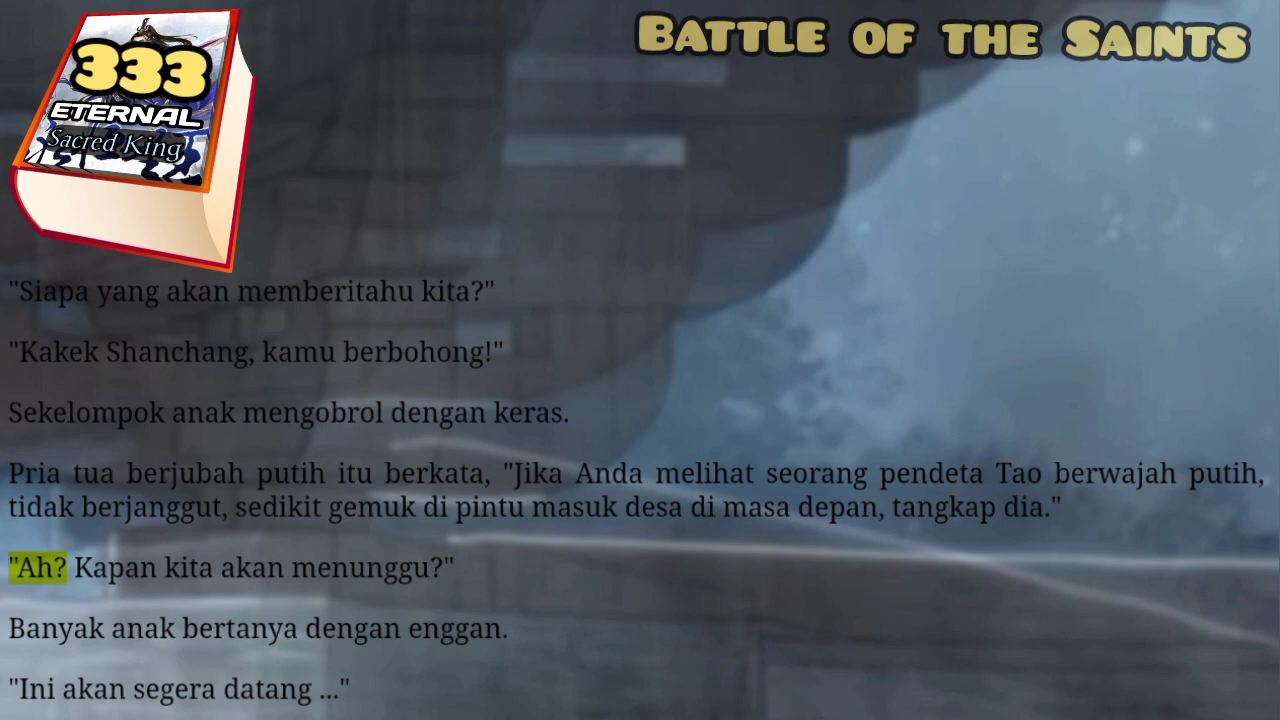 Battle of the Saints
333
ETERNAL
Sacred King
"Siapa yang akan memberitahu kita?"
"Kakek Shanchang, kamu berbohong!"
Sekelompok anak mengobrol dengan keras.
Pria tua berjubah putih itu berkata, "Jika Anda melihat seorang pendeta Tao berwajah putih,
tidak berjanggut, sedikit gemuk di pintu masuk desa di masa depan, tangkap dia."
"Ah? Kapan kita akan menunggu?"
Banyak anak bertanya dengan enggan.
"Ini akan segera datang ..."